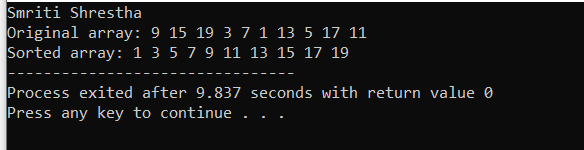 Smriti Shrestha
Original array: 9 15 19 3 7 1 13 5 17 11
Sorted array: 1 3 5 7 9 11 13 15 17 19
--------------------------------
Process exited after 9.837 seconds with return value 0
Press any key to continue . . .